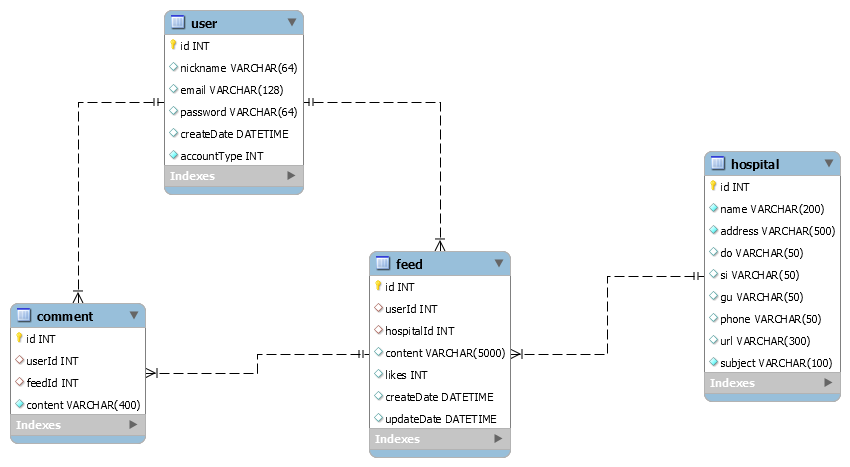 user
id INT
nickname VARCHAR(64)
email VARCHAR(128)
password VARCHAR(64)
createDate DATETIME
accountType INT
Indexes
hospital
id INT
name VARCHAR(200)
address VARCHAR(500)
do VARCHAR(50)
si VARCHAR(50)
gu VARCHAR(50)
phone VARCHAR(50)
url VARCHAR(300)
subject VARCHAR(100)
Indexes
feed
id INT
userId INT
hospitalId INT
content VARCHAR(5000)
likes INT
createDate DATETIME
updateDate DATETIME
Indexes
comment
id INT
userId INT
feedId INT
content VARCHAR(400)
Indexes